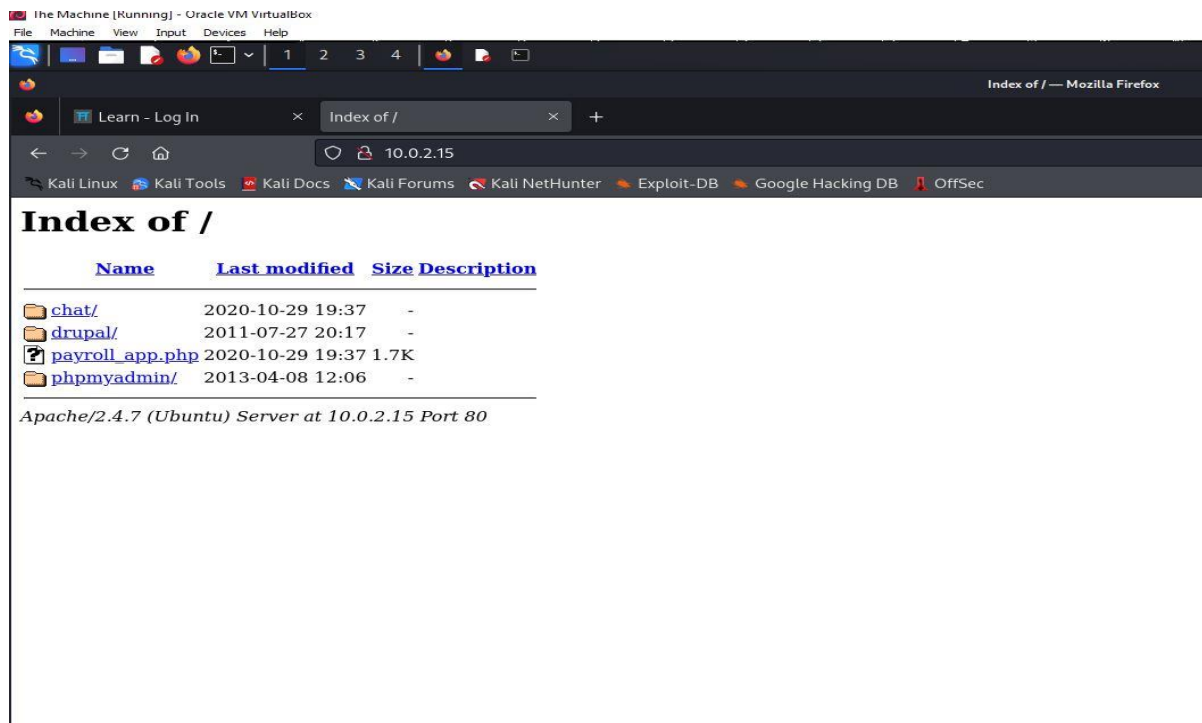 The Machine [Running] - Oracle VM VirtualBox
File Machine View Input Devices Help
1 2 3 4
Index of / — Mozilla Firefox
Learn - Log In × Index of / × +
10.0.2.15
Kali Linux Kali Tools Kali Docs Kali Forums Kali NetHunter Exploit-DB Google Hacking DB OffSec
Index of /
Name Last modified Size Description
chat/ 2020-10-29 19:37 -
drupal/ 2011-07-27 20:17 -
payroll_app.php 2020-10-29 19:37 1.7K
phpmyadmin/ 2013-04-08 12:06 -
Apache/2.4.7 (Ubuntu) Server at 10.0.2.15 Port 80